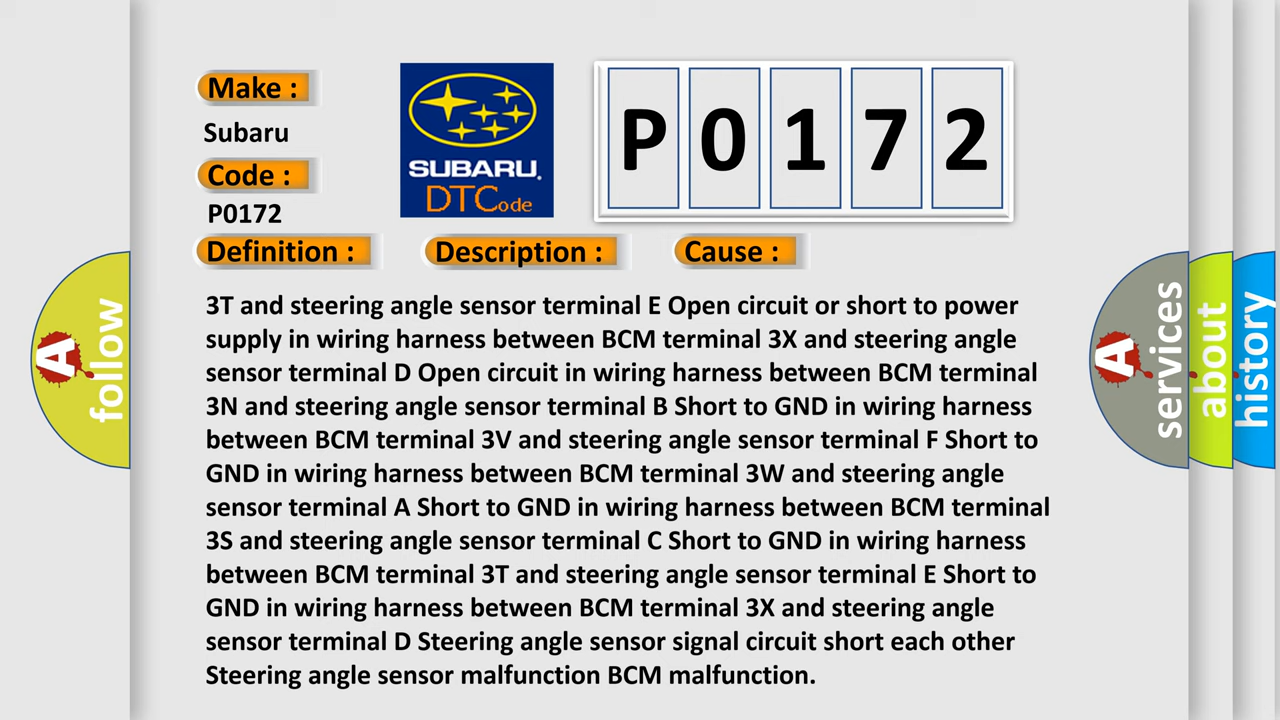 Make :
Subaru
Code :
P0172
SUBARU
DTCode
P0172
Definition :
Description :
Cause :
3T and steering angle sensor terminal E Open circuit or short to power
supply in wiring harness between BCM terminal 3X and steering angle
sensor terminal D Open circuit in wiring harness between BCM terminal
3N and steering angle sensor terminal B Short to GND in wiring harness
between BCM terminal 3V and steering angle sensor terminal F Short to
GND in wiring harness between BCM terminal 3W and steering angle
sensor terminal A Short to GND in wiring harness between BCM terminal
3S and steering angle sensor terminal C Short to GND in wiring harness
between BCM terminal 3T and steering angle sensor terminal E Short to
GND in wiring harness between BCM terminal 3X and steering angle
sensor terminal D Steering angle sensor signal circuit short each other
Steering angle sensor malfunction BCM malfunction.
A follow
A services
about
history